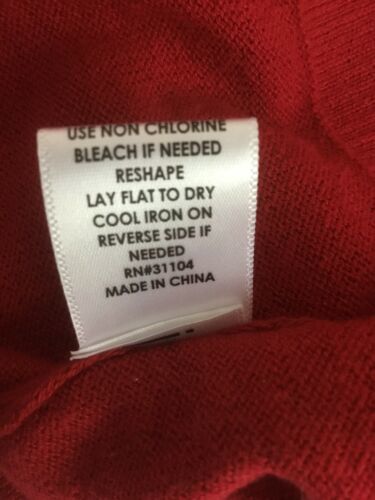 USE NON CHLORINE
BLEACH IF NEEDED
RESHAPE
LAY FLAT TO DRY
COOL IRON ON
REVERSE SIDE IF
NEEDED
RN#31104
MADE IN CHINA